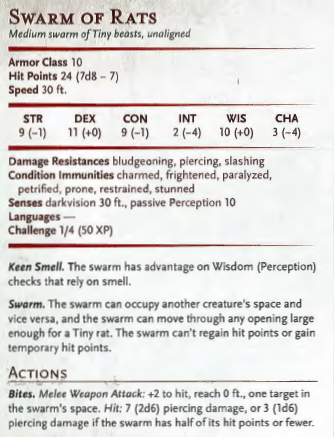 SWARM OF RATS
Medium swarm of Tiny beasts, unaligned
Armor Class 10
Hit Points 24 (7d8 – 7)
Speed 30 ft.
STR DEX CON INT WIS CHA
9 (–1) 11 (+0) 9 (–1) 2 (–4) 10 (+0) 3 (–4)
Damage Resistances bludgeoning, piercing, slashing
Condition Immunities charmed, frightened, paralyzed,
petrified, prone, restrained, stunned
Senses darkvision 30 ft., passive Perception 10
Languages —
Challenge 1/4 (50 XP)
Keen Smell. The swarm has advantage on Wisdom (Perception)
checks that rely on smell.
Swarm. The swarm can occupy another creature's space and
vice versa, and the swarm can move through any opening large
enough for a Tiny rat. The swarm can't regain hit points or gain
temporary hit points.
ACTIONS
Bites. Melee Weapon Attack: +2 to hit, reach 0 ft., one target in
the swarm's space. Hit: 7 (2d6) piercing damage, or 3 (1d6)
piercing damage if the swarm has half of its hit points or fewer.